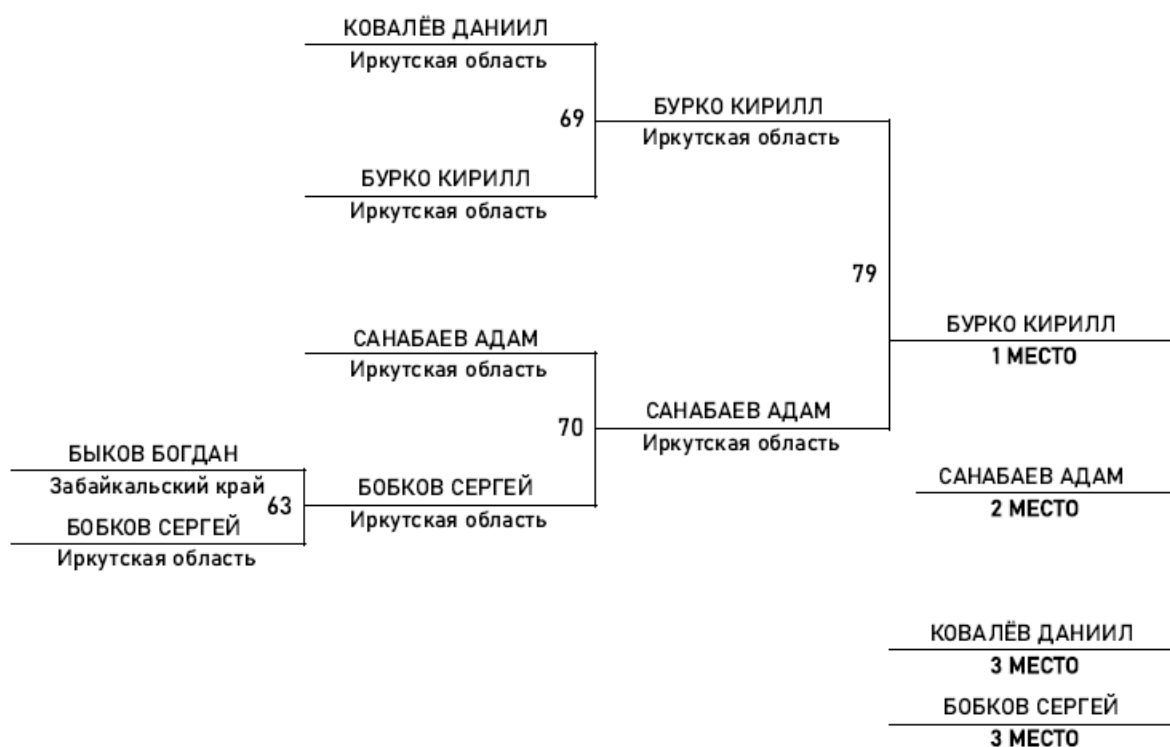 КОВАЛЁВ ДАНИИЛ
Иркутская область
69
БУРКО КИРИЛЛ
Иркутская область
БУРКО КИРИЛЛ
Иркутская область
79
САНАБАЕВ АДАМ
Иркутская область
БУРКО КИРИЛЛ
1 МЕСТО
70
САНАБАЕВ АДАМ
Иркутская область
БЫКОВ БОГДАН
Забайкальский край
63
БОБКОВ СЕРГЕЙ
Иркутская область
БОБКОВ СЕРГЕЙ
Иркутская область
САНАБАЕВ АДАМ
2 МЕСТО
КОВАЛЁВ ДАНИИЛ
3 МЕСТО
БОБКОВ СЕРГЕЙ
3 МЕСТО